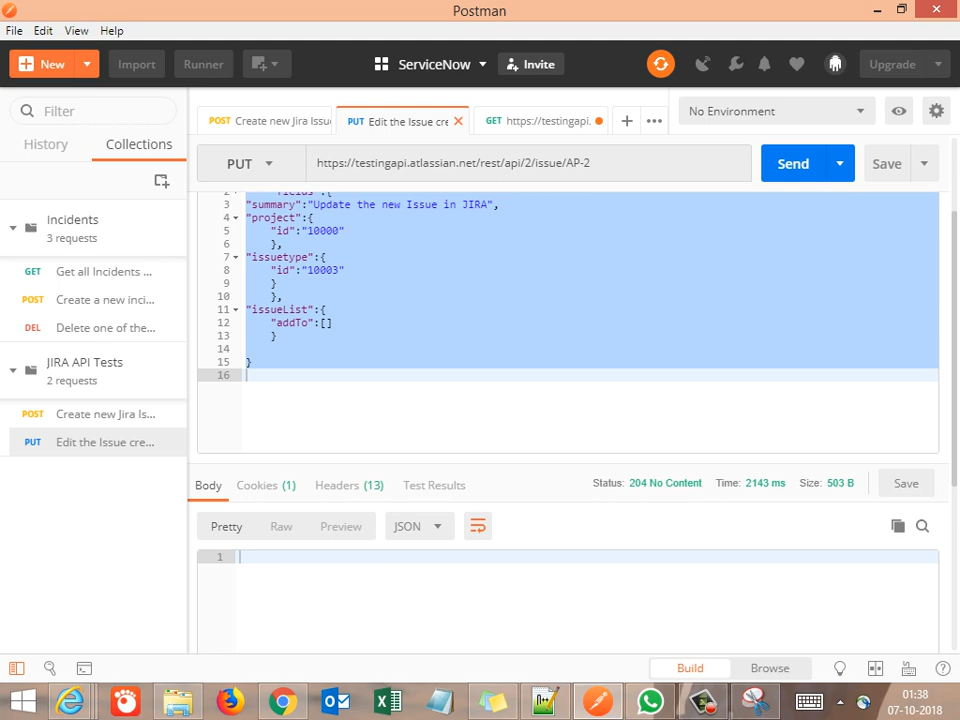 Postman
File Edit View Help
New Import Runner ServiceNow Invite Upgrade
Filter
History Collections
Incidents
3 requests
GET Get all Incidents ...
POST Create a new inci...
DEL Delete one of the...
JIRA API Tests
2 requests
POST Create new Jira Is...
PUT Edit the Issue cre...
POST Create new Jira Issu
PUT Edit the Issue cre
GET https://testingapi.
No Environment
PUT https://testingapi.atlassian.net/rest/api/2/issue/AP-2 Send Save
3 "summary":"Update the new Issue in JIRA",
4 "project":{
5 "id":"10000"
6 },
7 "issuetype":{
8 "id":"10003"
9 }
10 },
11 "issueList":{
12 "addTo":[]
13 }
14
15 }
16
Body Cookies (1) Headers (13) Test Results Status: 204 No Content Time: 2143 ms Size: 503 B Save
Pretty Raw Preview JSON
1
Build Browse
01:38
07-10-2018